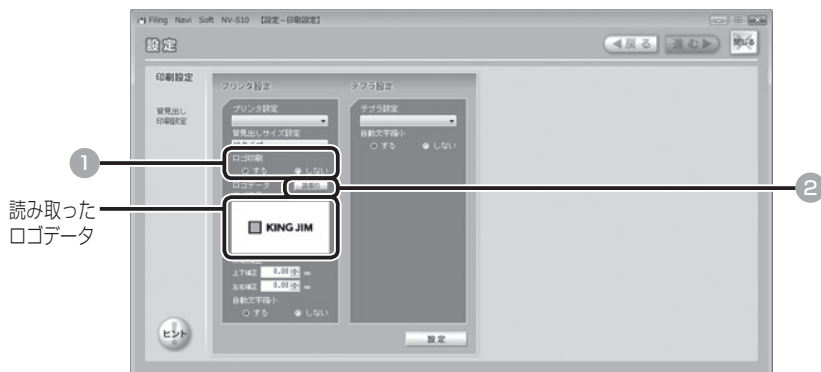 Filing Navi Soft NV-S10 【設定-印刷設定】
設定
戻る
進む
閉じる
印刷設定
背見出し
印刷設定
プリンタ設定
テプラ設定
プリンタ設定
テプラ設定
背見出しサイズ設定
自動文字縮小
する
しない
ロゴ印刷
する
しない
ロゴデータ
読取り
KING JIM
上下補正 0.00 mm
左右補正 0.00 mm
自動文字縮小
する
しない
設定
ヒント
1
2
読み取った
ロゴデータ